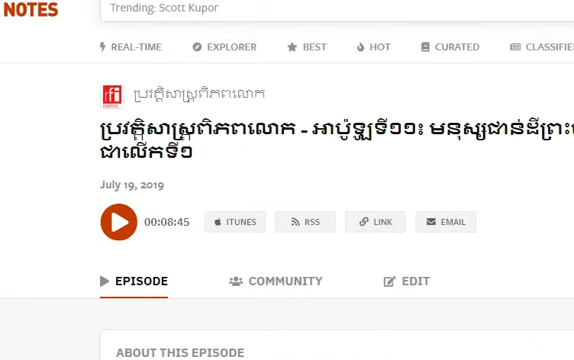 NOTES
Trending: Scott Kupor
REAL-TIME EXPLORER BEST HOT CURATED CLASSIFIE
rfi
ប្រវត្តិសាស្ត្រពិភពលោក
ប្រវត្តិសាស្ត្រពិភពលោក - អាប៉ូឡូទី១១៖ មនុស្សជាន់ដីព្រះ
ជាលើកទី១
July 19, 2019
00:08:45 ITUNES RSS LINK EMAIL
EPISODE COMMUNITY EDIT
ABOUT THIS EPISODE